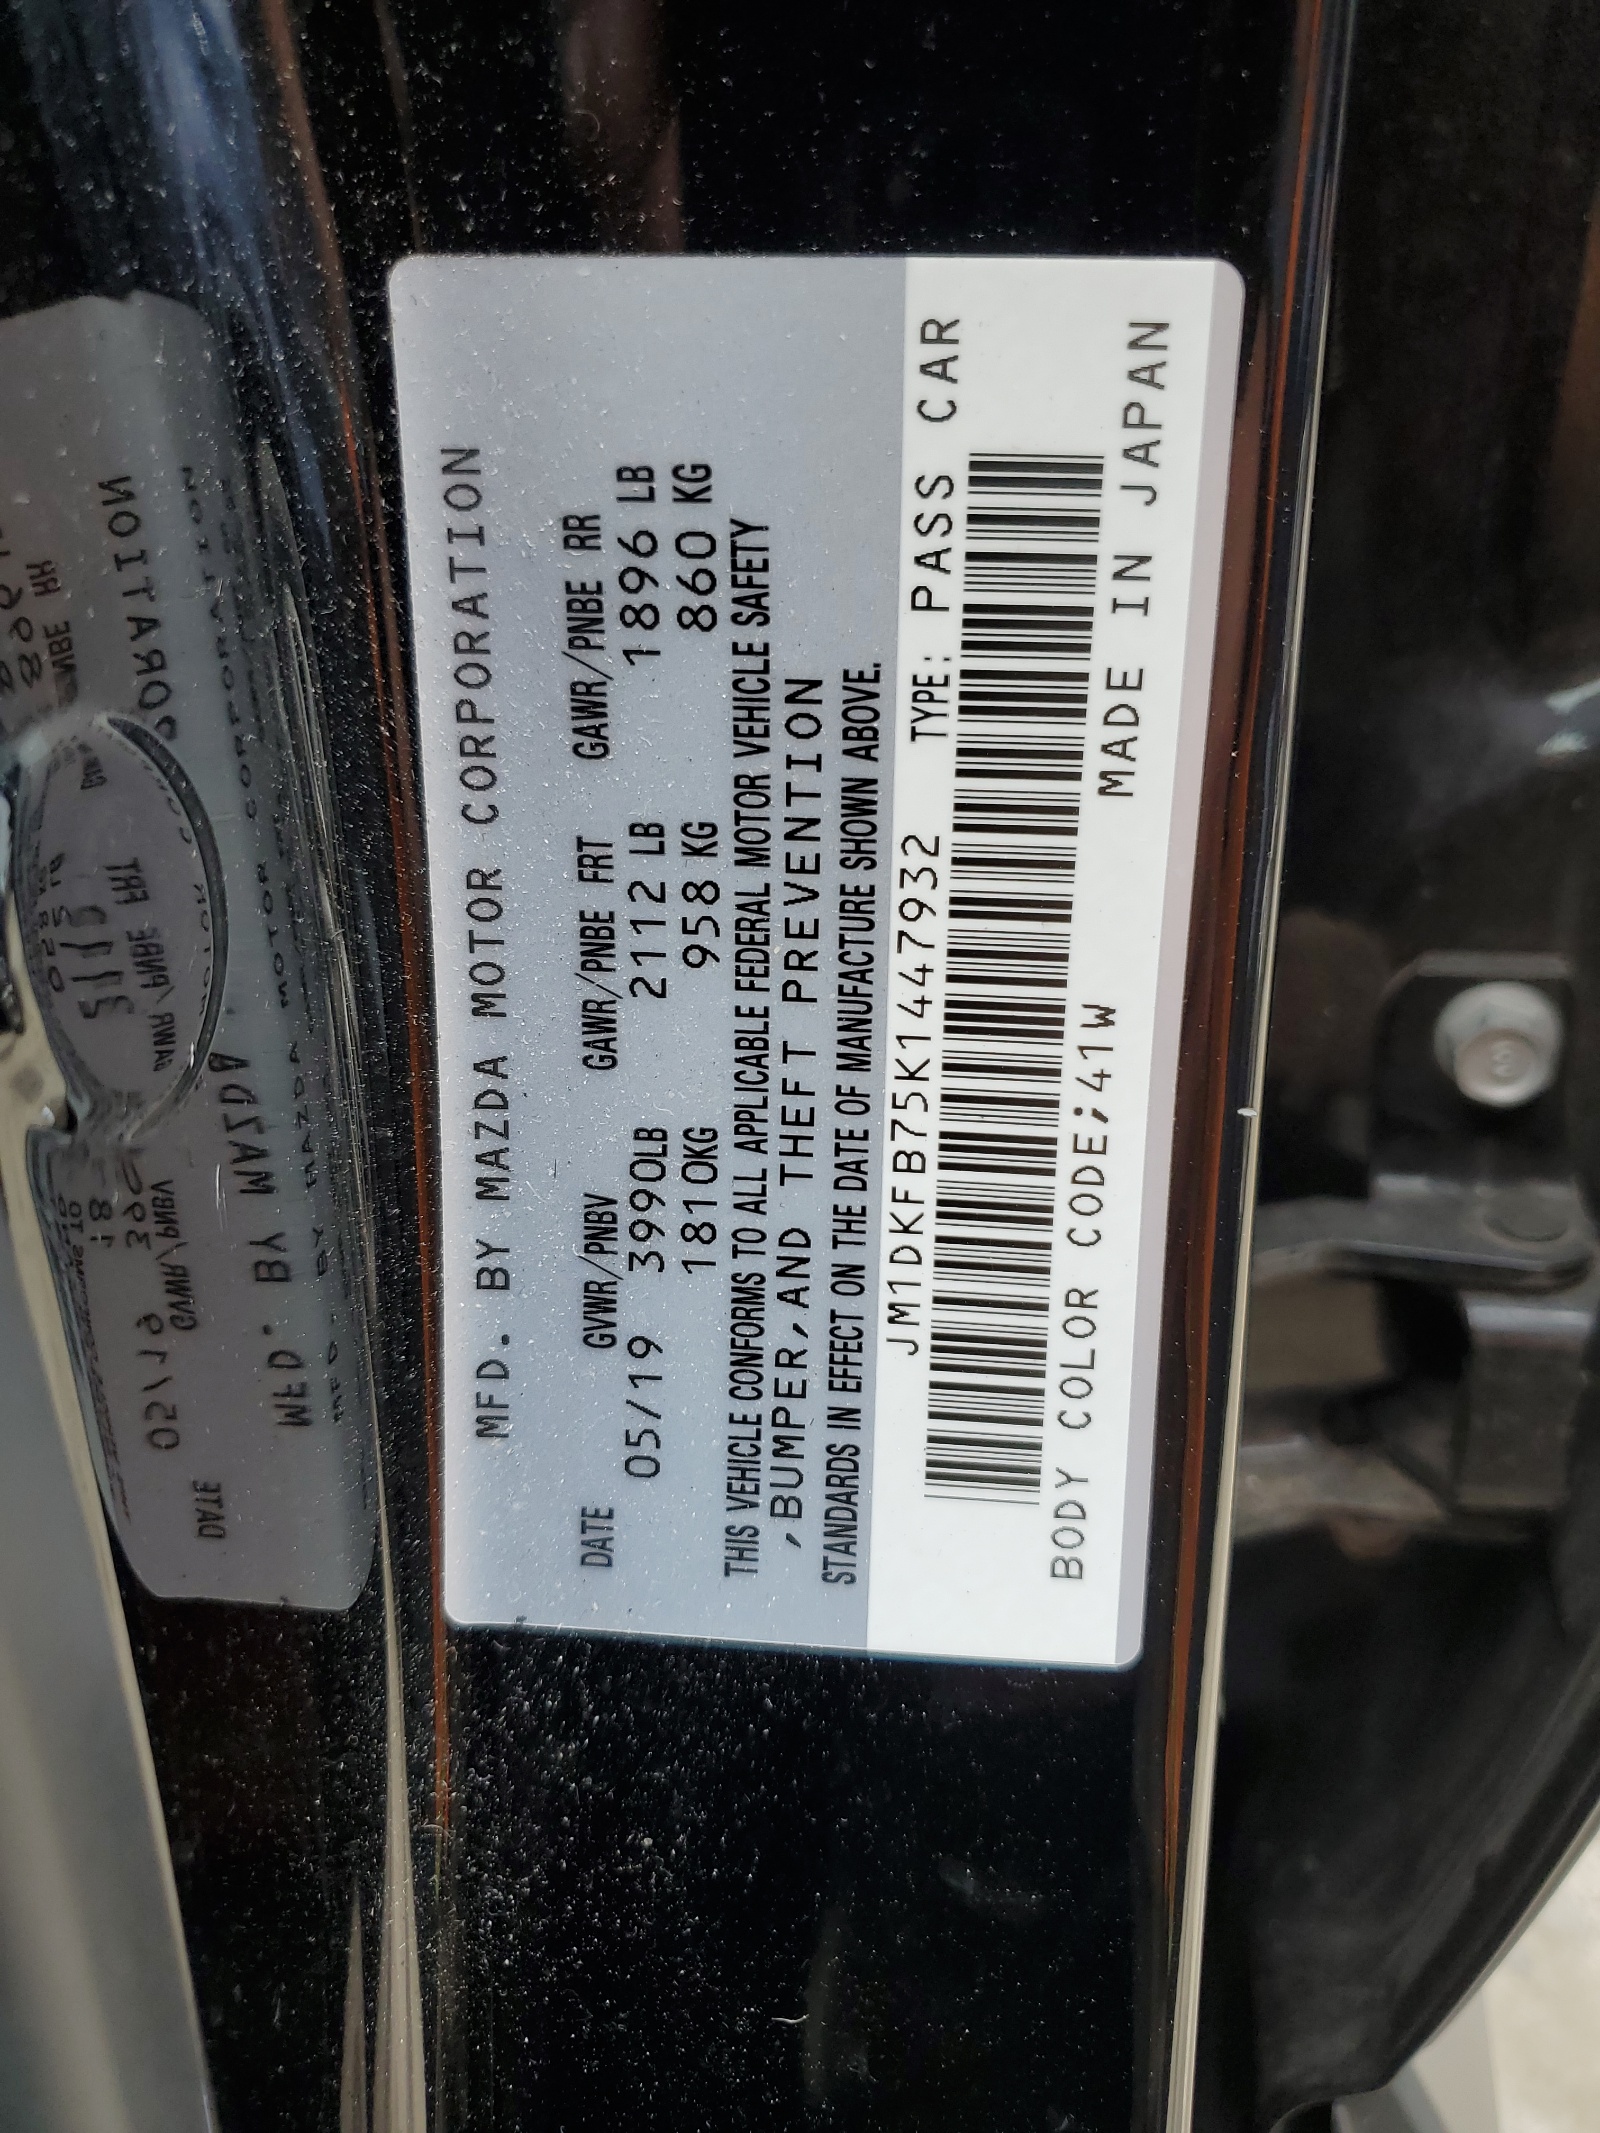 MFD. BY MAZDA MOTOR CORPORATION
DATE GVWR/PNBV GAWR/PNBE FRT GAWR/PNBE RR
05/19 3990LB 2112 LB 1896 LB
1810KG 958 KG 860 KG
THIS VEHICLE CONFORMS TO ALL APPLICABLE FEDERAL MOTOR VEHICLE SAFETY
,BUMPER,AND THEFT PREVENTION
STANDARDS IN EFFECT ON THE DATE OF MANUFACTURE SHOWN ABOVE.
JM1DKFB75K1447932 TYPE: PASS CAR
BODY COLOR CODE;41W MADE IN JAPAN